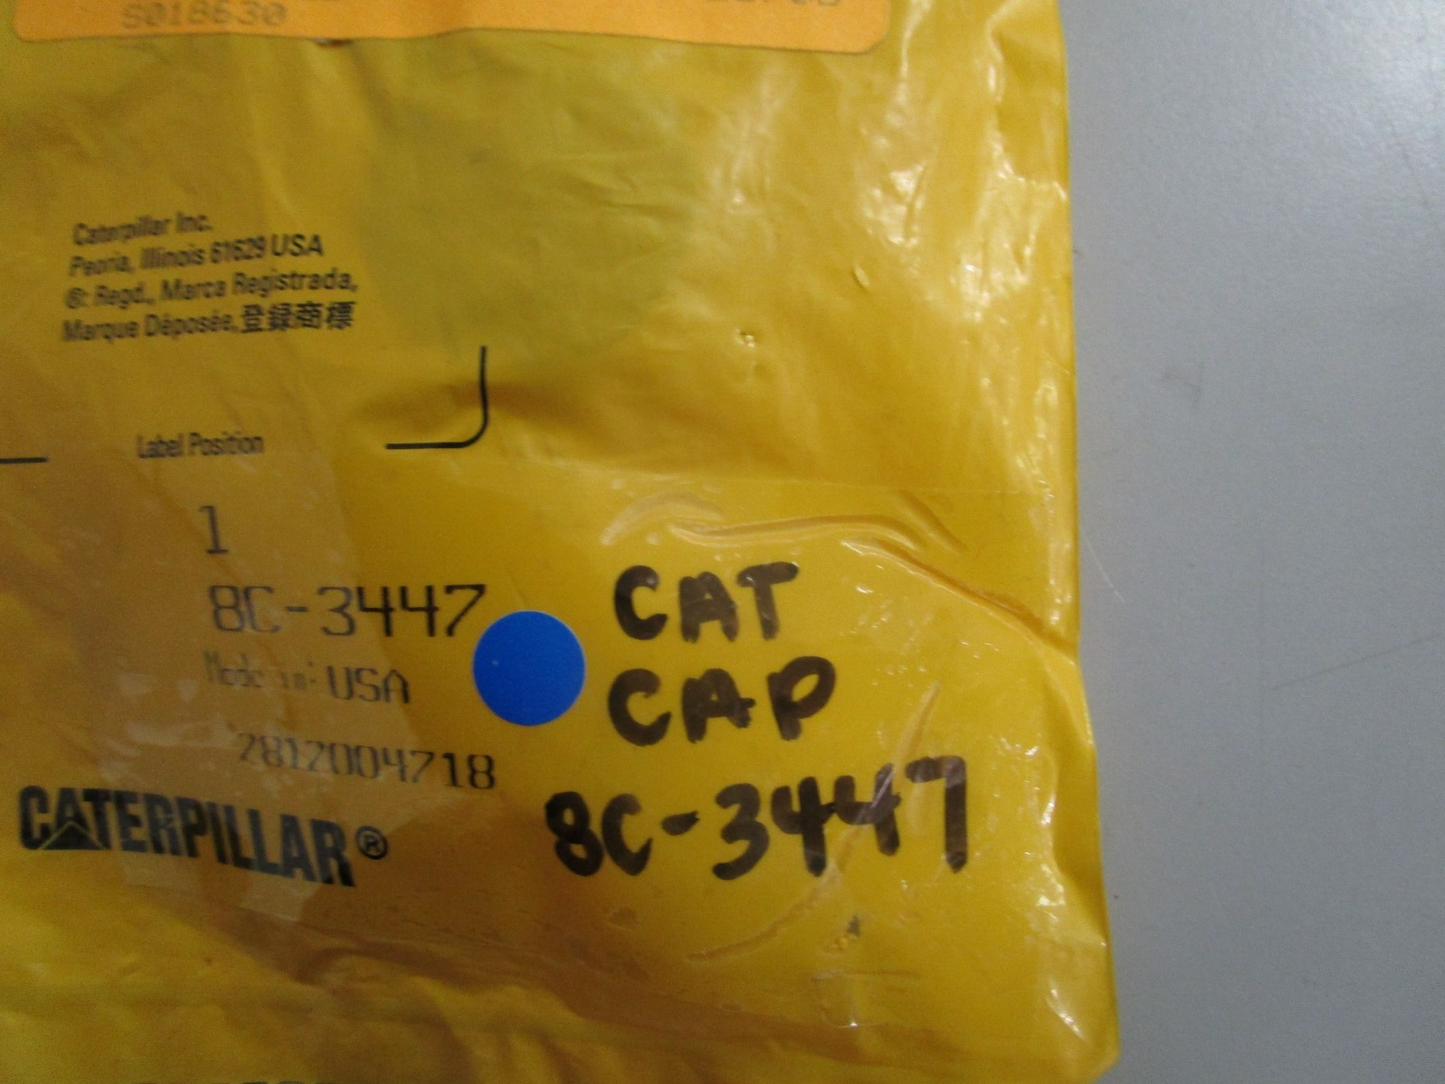 S018630
Caterpillar Inc.
Peoria, Illinois 61629 USA
®: Regd., Marca Registrada,
Marque Déposée,登録商標
Label Position
1
8C-3447
Made in: USA
2812004718
CATERPILLAR®
CAT
CAP
8C-3447